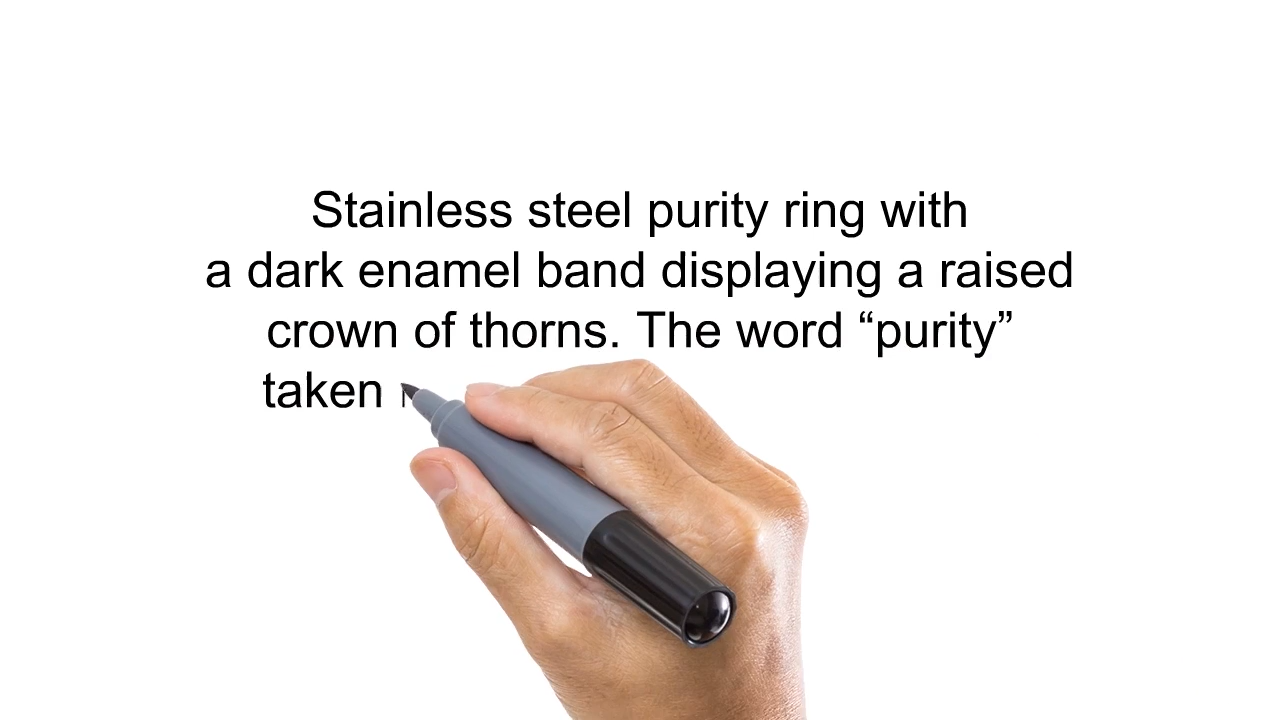 Stainless steel purity ring with
a dark enamel band displaying a raised
crown of thorns. The word “purity”
taken